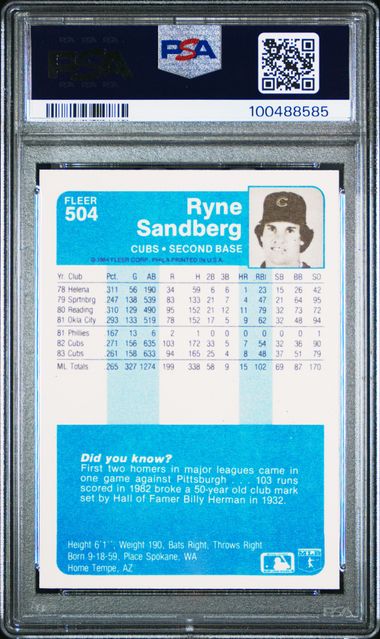 PSA
PSA
100488585
FLEER
504
Ryne
Sandberg
CUBS • SECOND BASE
© 1984 FLEER CORP. PHILA PRINTED IN U.S.A.
Yr. Club Pct. G AB R H 2B 3B HR RBI SB BB SO
78 Helena .311 56 190 34 59 6 6 1 23 15 26 42
79 Sprtnbrg .247 138 539 83 133 21 7 4 47 21 64 95
80 Reading .310 129 490 95 152 21 12 11 79 32 73 72
81 Okla City .293 133 519 78 152 17 5 9 62 32 48 94
81 Phillies .167 13 6 2 1 0 0 0 0 0 0 1
82 Cubs .271 156 635 103 172 33 5 7 54 32 36 90
83 Cubs .261 158 633 94 165 25 4 8 48 37 51 79
ML Totals .265 327 1274 199 338 58 9 15 102 69 87 170
Did you know?
First two homers in major leagues came in
one game against Pittsburgh . . . 103 runs
scored in 1982 broke a 50-year old club mark
set by Hall of Famer Billy Herman in 1932.
Height 6'1", Weight 190, Bats Right, Throws Right
Born 9-18-59, Place Spokane, WA
Home Tempe, AZ